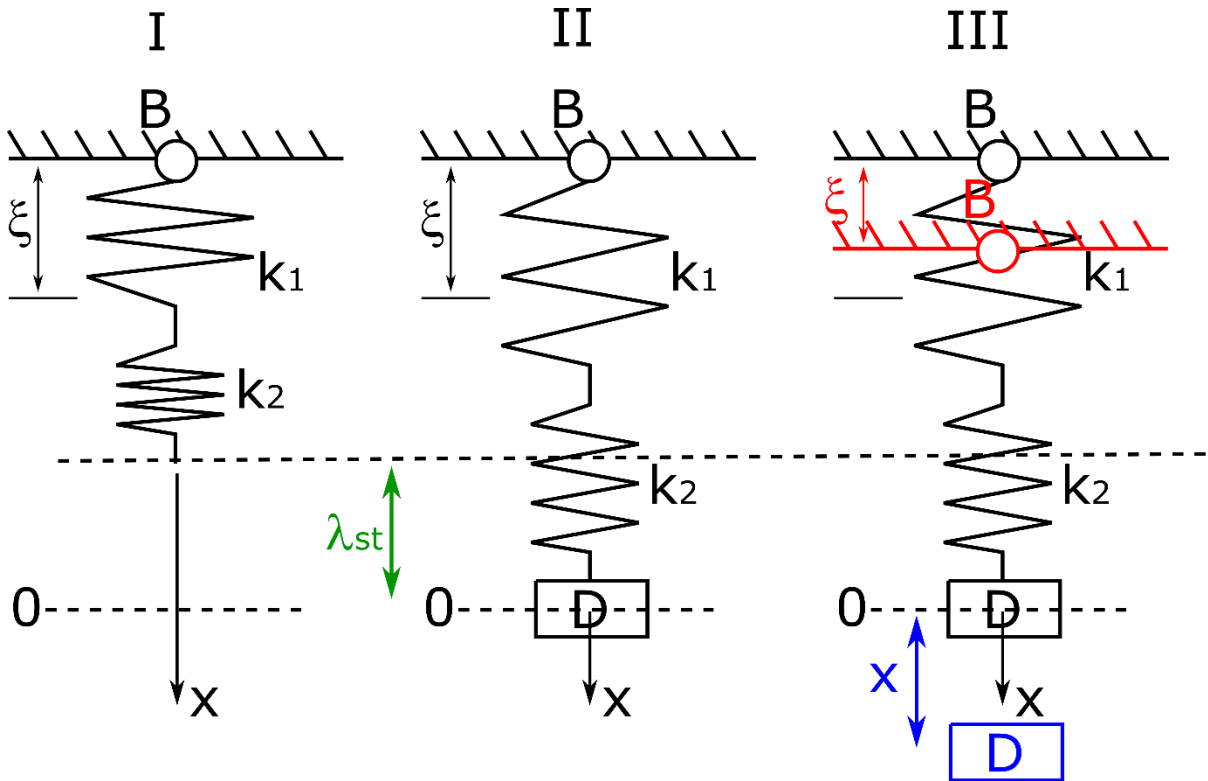 I II III
B B B
ξ ξ ξ B
k1 k1 k1
k2
k2 k2
λst
0 0 D 0 D
x x x x
D